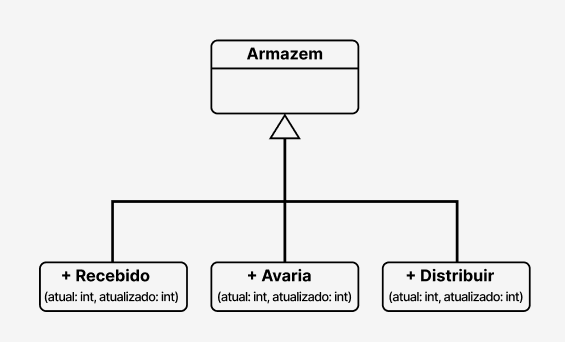 Armazem
+ Recebido
(atual: int, atualizado: int)
+ Avaria
(atual: int, atualizado: int)
+ Distribuir
(atual: int, atualizado: int)